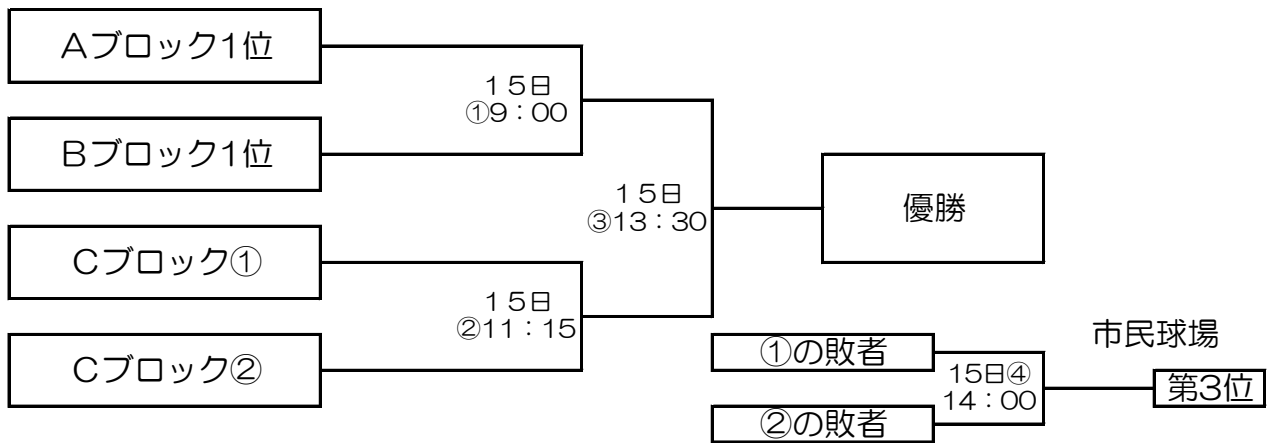 Aブロック1位
15日
①9:00
Bブロック1位
15日
③13:30
優勝
Cブロック①
15日
②11:15
Cブロック②
①の敗者
市民球場
15日④
14:00
第3位
②の敗者